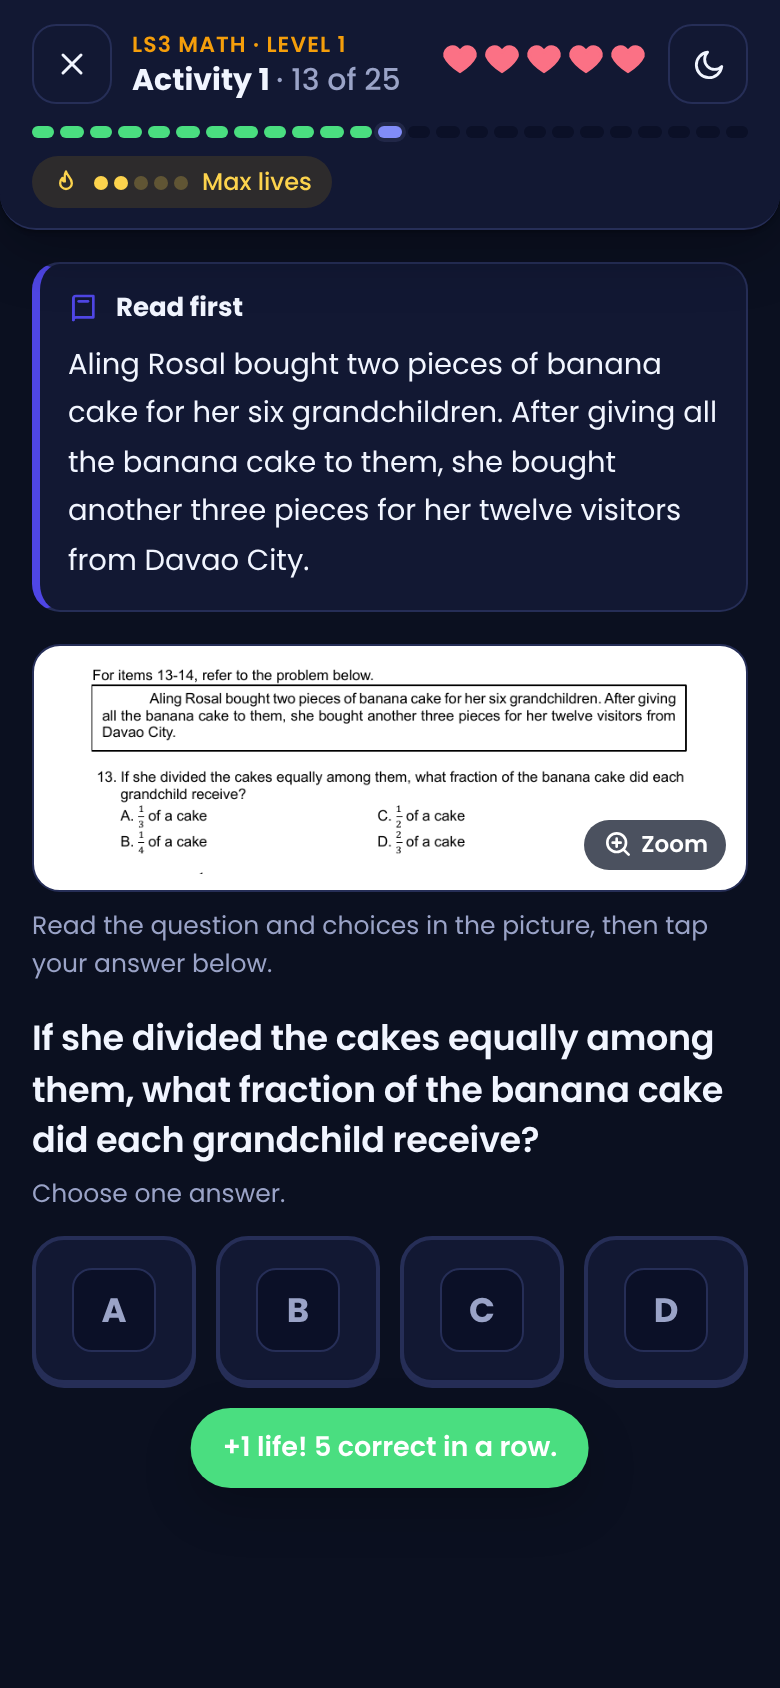 LS3 MATH · LEVEL 1
Activity 1 · 13 of 25
Max lives
Read first
Aling Rosal bought two pieces of banana
cake for her six grandchildren. After giving all
the banana cake to them, she bought
another three pieces for her twelve visitors
from Davao City.
For items 13-14, refer to the problem below.
Aling Rosal bought two pieces of banana cake for her six grandchildren. After giving
all the banana cake to them, she bought another three pieces for her twelve visitors from
Davao City.
13. If she divided the cakes equally among them, what fraction of the banana cake did each
grandchild receive?
A. 1/3 of a cake C. 1/2 of a cake
B. 1/4 of a cake D. 2/3 of a cake
Zoom
Read the question and choices in the picture, then tap
your answer below.
If she divided the cakes equally among
them, what fraction of the banana cake
did each grandchild receive?
Choose one answer.
A B C D
+1 life! 5 correct in a row.